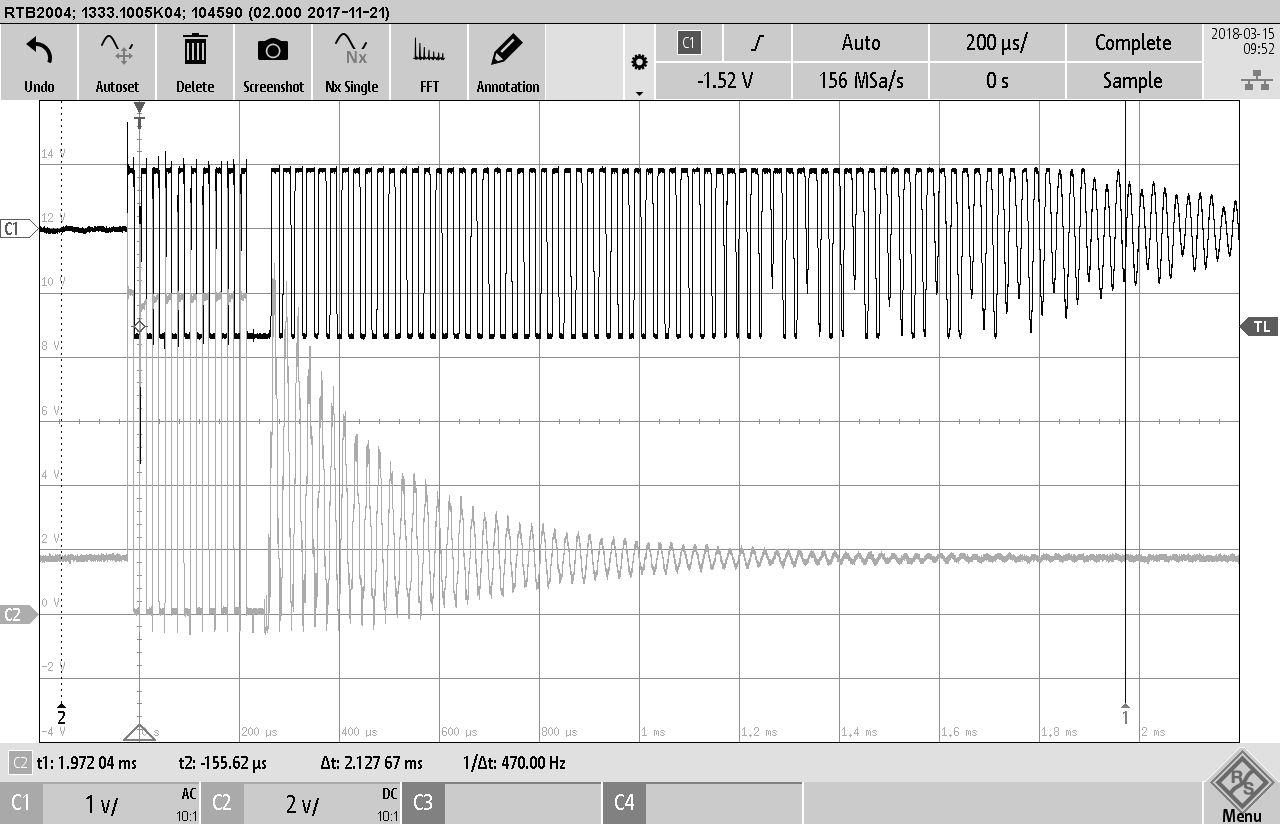 RTB2004; 1333.1005K04; 104590 (02.000 2017-11-21)
Undo
Autoset
Delete
Nx
Screenshot
Nx Single
FFT
Annotation
C1
Auto
200 µs/
Complete
-1.52 V
156 MSa/s
0 s
Sample
2018-03-15
09:52
T
14 V
C1
12 V
10 V
TL
8 V
6 V
4 V
2 V
0 V
C2
-2 V
2
1
-4 V
0 s
200 µs
400 µs
600 µs
800 µs
1 ms
1.2 ms
1.4 ms
1.6 ms
1.8 ms
2 ms
C2 t1: 1.972 04 ms t2: -155.62 µs Δt: 2.127 67 ms 1/Δt: 470.00 Hz
C1 1 V/ AC 10:1
C2 2 V/ DC 10:1
C3
C4
R S
Menu